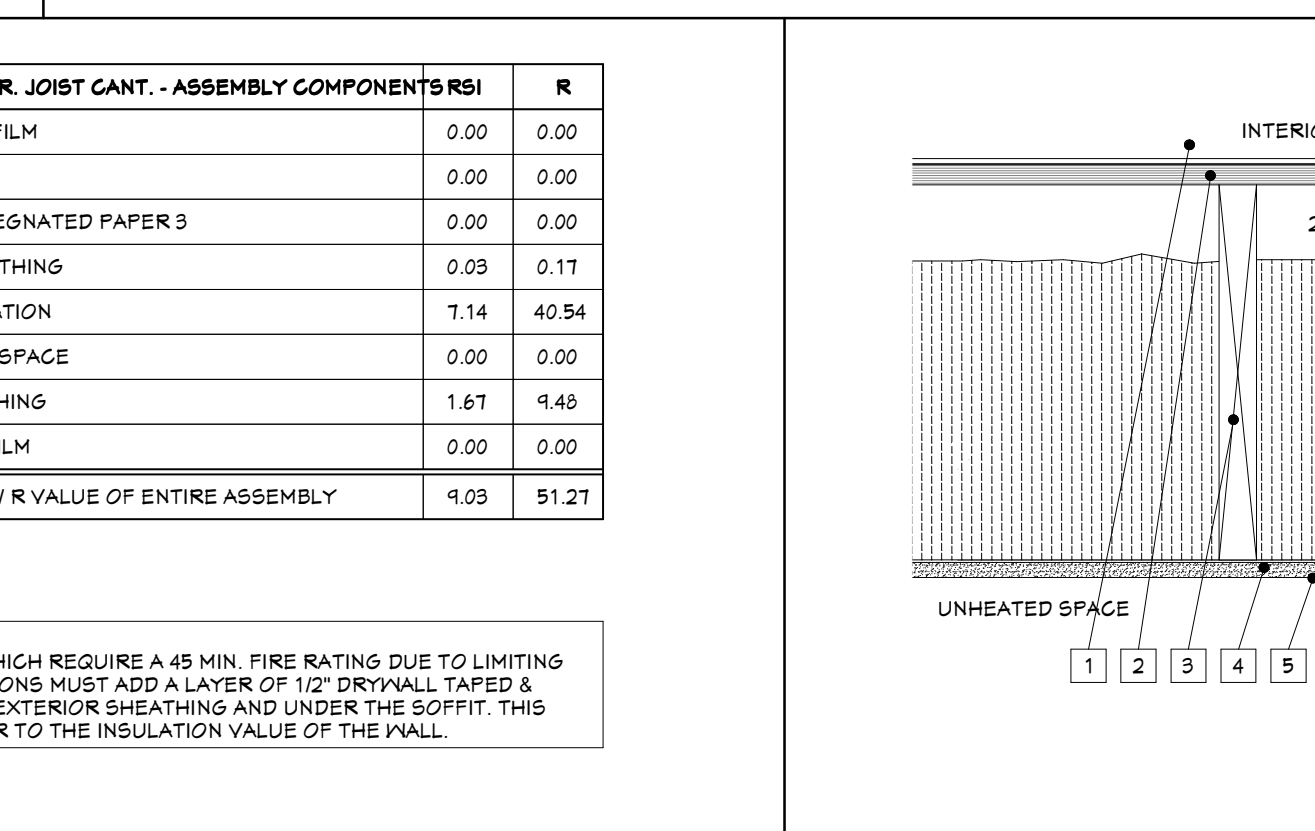 R. JOIST CANT. - ASSEMBLY COMPONENTS RSI R
FILM 0.00 0.00
0.00 0.00
EGNATED PAPER 3 0.00 0.00
THING 0.03 0.17
ATION 7.14 40.54
SPACE 0.00 0.00
HING 1.67 9.48
ILM 0.00 0.00
/ R VALUE OF ENTIRE ASSEMBLY 9.03 51.27
HICH REQUIRE A 45 MIN. FIRE RATING DUE TO LIMITING
ONS MUST ADD A LAYER OF 1/2" DRYWALL TAPED &
EXTERIOR SHEATHING AND UNDER THE SOFFIT. THIS
R TO THE INSULATION VALUE OF THE WALL.
INTERIO
2
UNHEATED SPACE
1 2 3 4 5